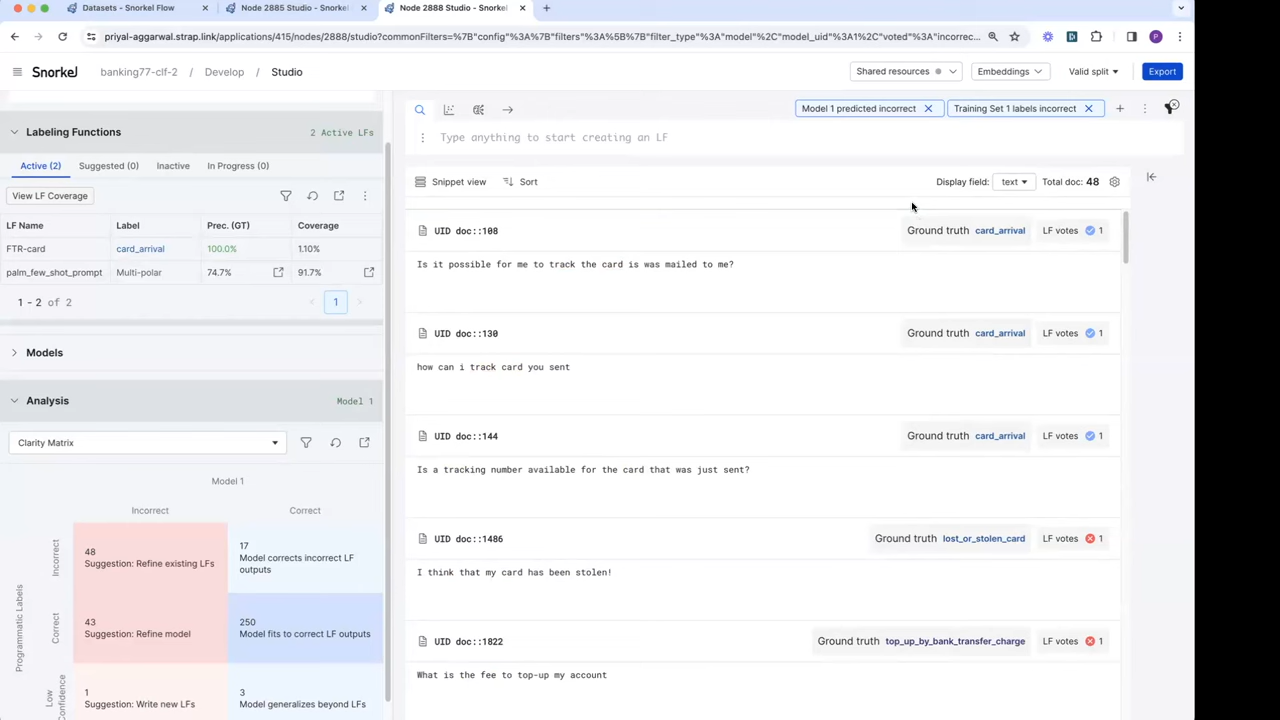 Datasets - Snorkel Flow
Node 2885 Studio - Snorkel
Node 2888 Studio - Snorkel
priyal-aggarwal.strap.link/applications/415/nodes/2888/studio?commonFilters=%7B"config"%3A%7B"filters"%3A%5B%7B"filter_type"%3A"model"%2C"model_uid"%3A1%2C"voted"%3A"incorrec...
P
Snorkel
banking77-clf-2 / Develop / Studio
Shared resources
Embeddings
Valid split
Export
Labeling Functions
2 Active LFs
Active (2)
Suggested (0)
Inactive
In Progress (0)
View LF Coverage
LF Name Label Prec. (GT) Coverage
FTR-card card_arrival 100.0% 1.10%
palm_few_shot_prompt Multi-polar 74.7% 91.7%
1 - 2 of 2
1
Models
Analysis
Model 1
Clarity Matrix
Model 1
Incorrect
Correct
Programmatic Labels
Incorrect
48
Suggestion: Refine existing LFs
17
Model corrects incorrect LF
outputs
Correct
43
Suggestion: Refine model
250
Model fits to correct LF outputs
Low
Confidence
1
Suggestion: Write new LFs
3
Model generalizes beyond LFs
Model 1 predicted incorrect
Training Set 1 labels incorrect
Type anything to start creating an LF
Snippet view
Sort
Display field: text
Total doc: 48
UID doc::108
Ground truth card_arrival
LF votes 1
Is it possible for me to track the card is was mailed to me?
UID doc::130
Ground truth card_arrival
LF votes 1
how can i track card you sent
UID doc::144
Ground truth card_arrival
LF votes 1
Is a tracking number available for the card that was just sent?
UID doc::1486
Ground truth lost_or_stolen_card
LF votes 1
I think that my card has been stolen!
UID doc::1822
Ground truth top_up_by_bank_transfer_charge
LF votes 1
What is the fee to top-up my account